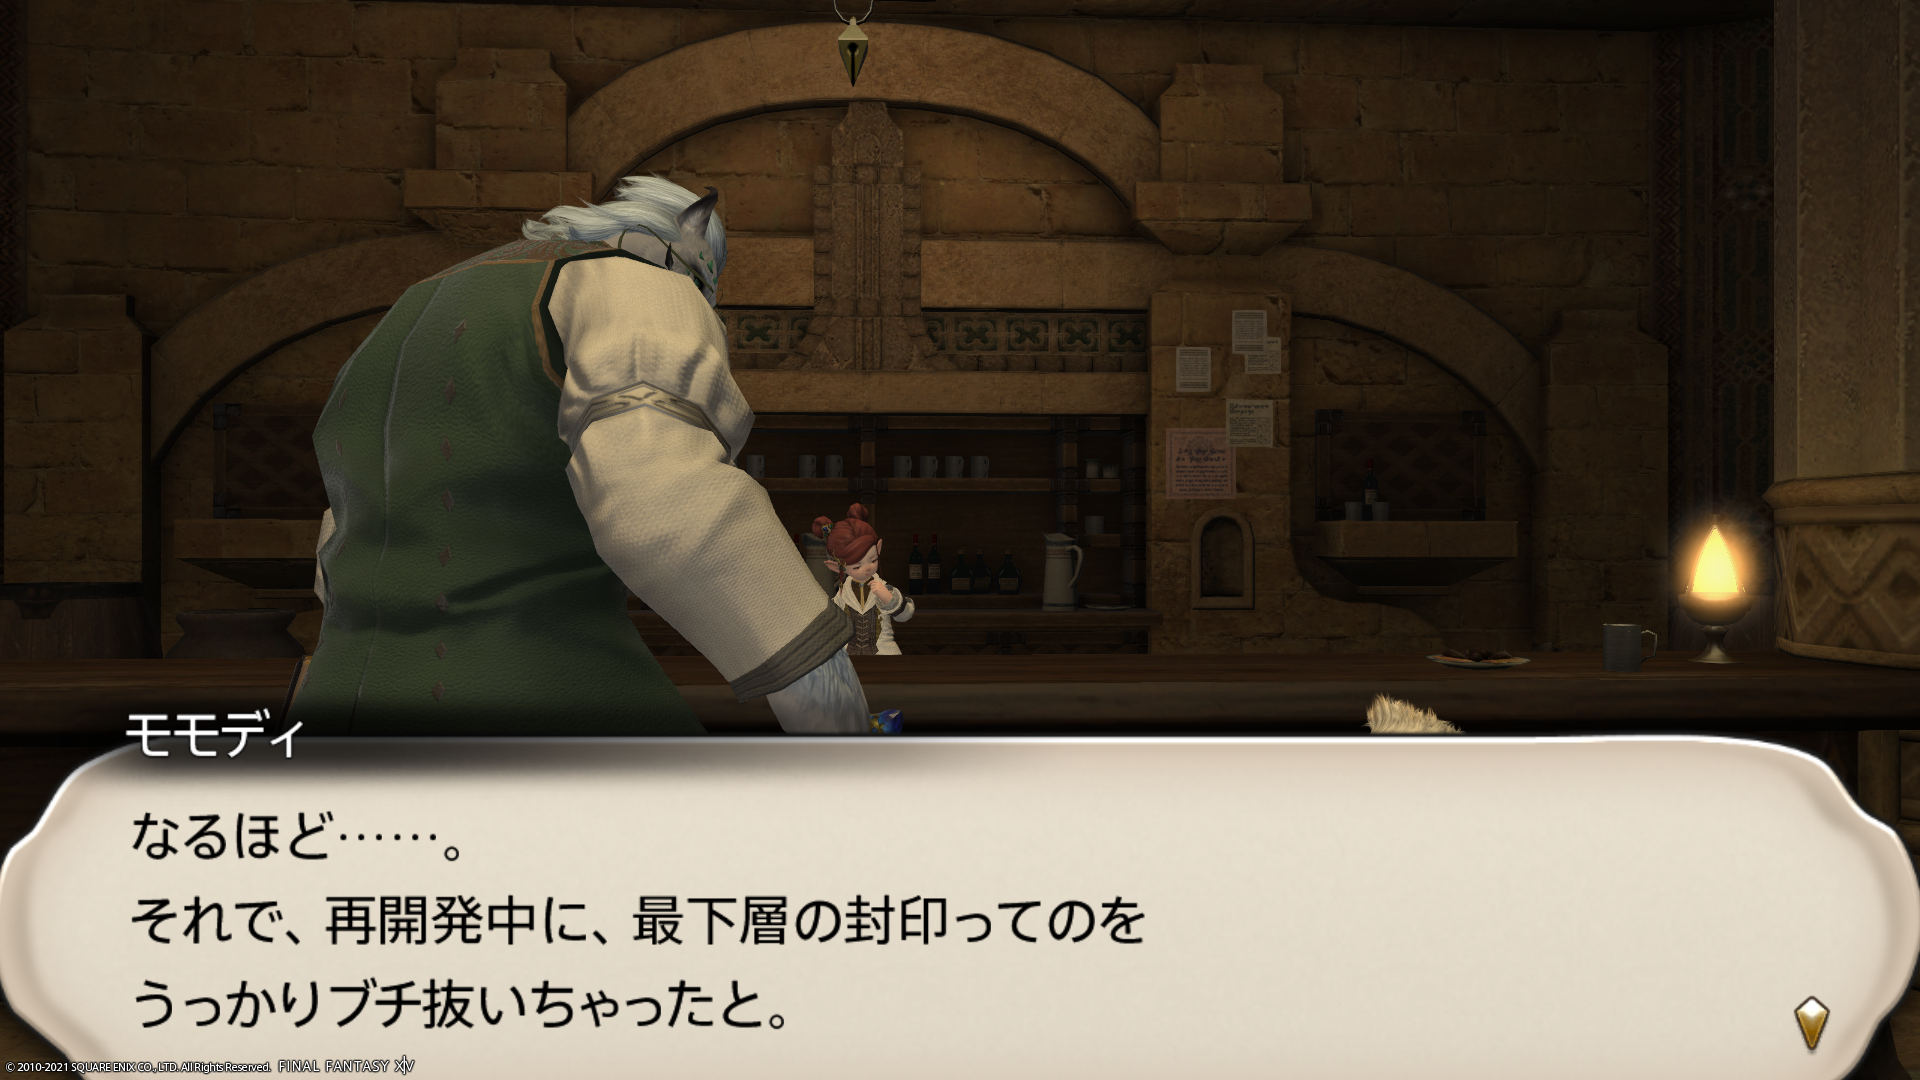 モモディ
なるほど……。
それで、再開発中に、最下層の封印ってのを
うっかりブチ抜いちゃったと。
© 2010-2021 SQUARE ENIX CO., LTD. All Rights Reserved. FINAL FANTASY XIV